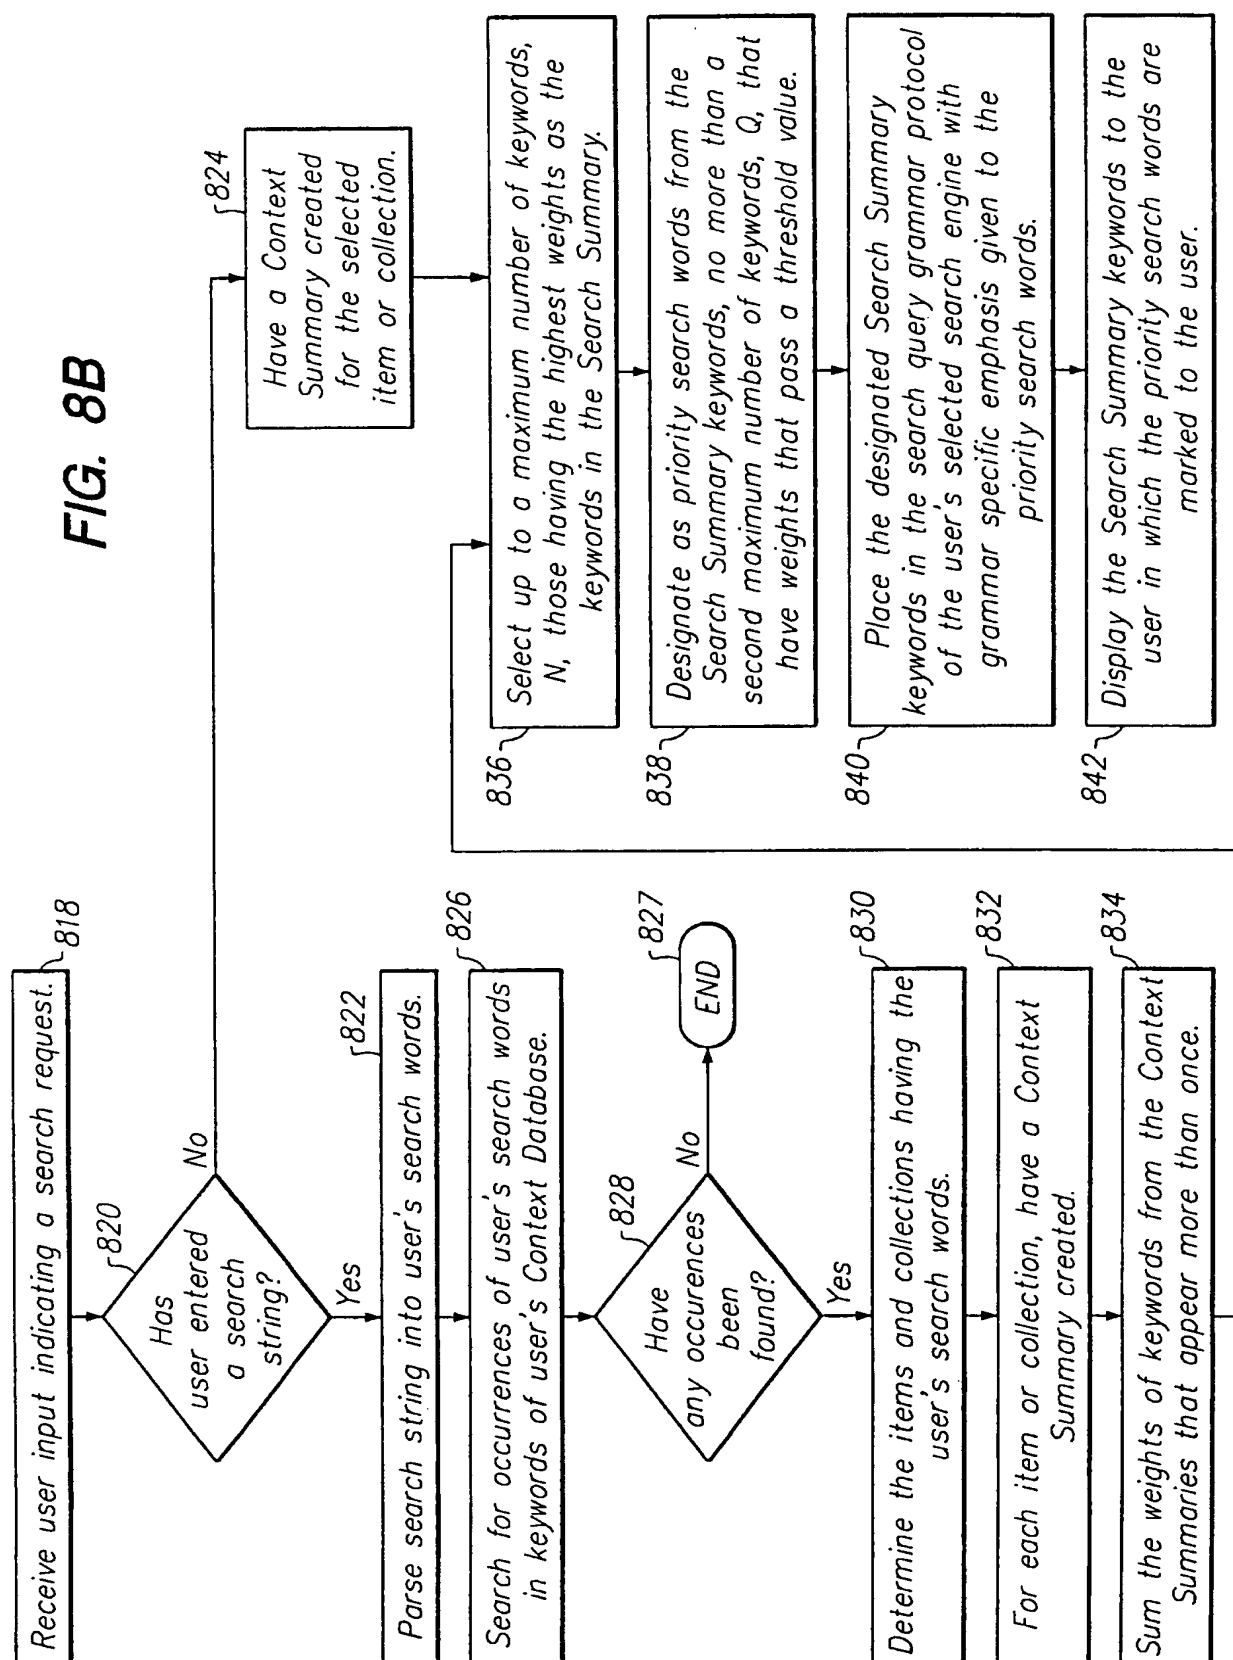 FIG. 8B
818
Receive user input indicating a search request.
820
Has
user entered
a search
string?
No
Yes
822
Parse search string into user's search words.
826
Search for occurrences of user's search words
in keywords of user's Context Database.
828
Have
any occurences
been
found?
No
827
END
Yes
830
Determine the items and collections having the
user's search words.
832
For each item or collection, have a Context
Summary created.
834
Sum the weights of keywords from the Context
Summaries that appear more than once.
824
Have a Context
Summary created
for the selected
item or collection.
836
Select up to a maximum number of keywords,
N, those having the highest weights as the
keywords in the Search Summary.
838
Designate as priority search words from the
Search Summary keywords, no more than a
second maximum number of keywords, Q, that
have weights that pass a threshold value.
840
Place the designated Search Summary
keywords in the search query grammar protocol
of the user's selected search engine with
grammar specific emphasis given to the
priority search words.
842
Display the Search Summary keywords to the
user in which the priority search words are
marked to the user.